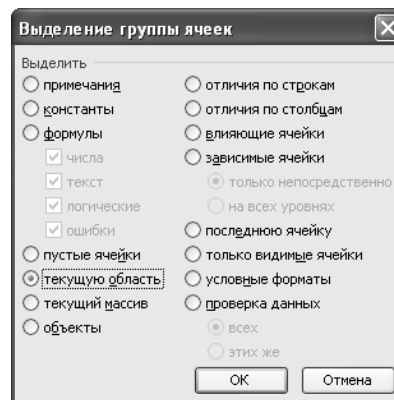 Выделение группы ячеек
Выделить
примечания
константы
формулы
числа
текст
логические
ошибки
пустые ячейки
текущую область
текущий массив
объекты
отличия по строкам
отличия по столбцам
влияющие ячейки
зависимые ячейки
только непосредственно
на всех уровнях
последнюю ячейку
только видимые ячейки
условные форматы
проверка данных
всех
этих же
ОК
Отмена